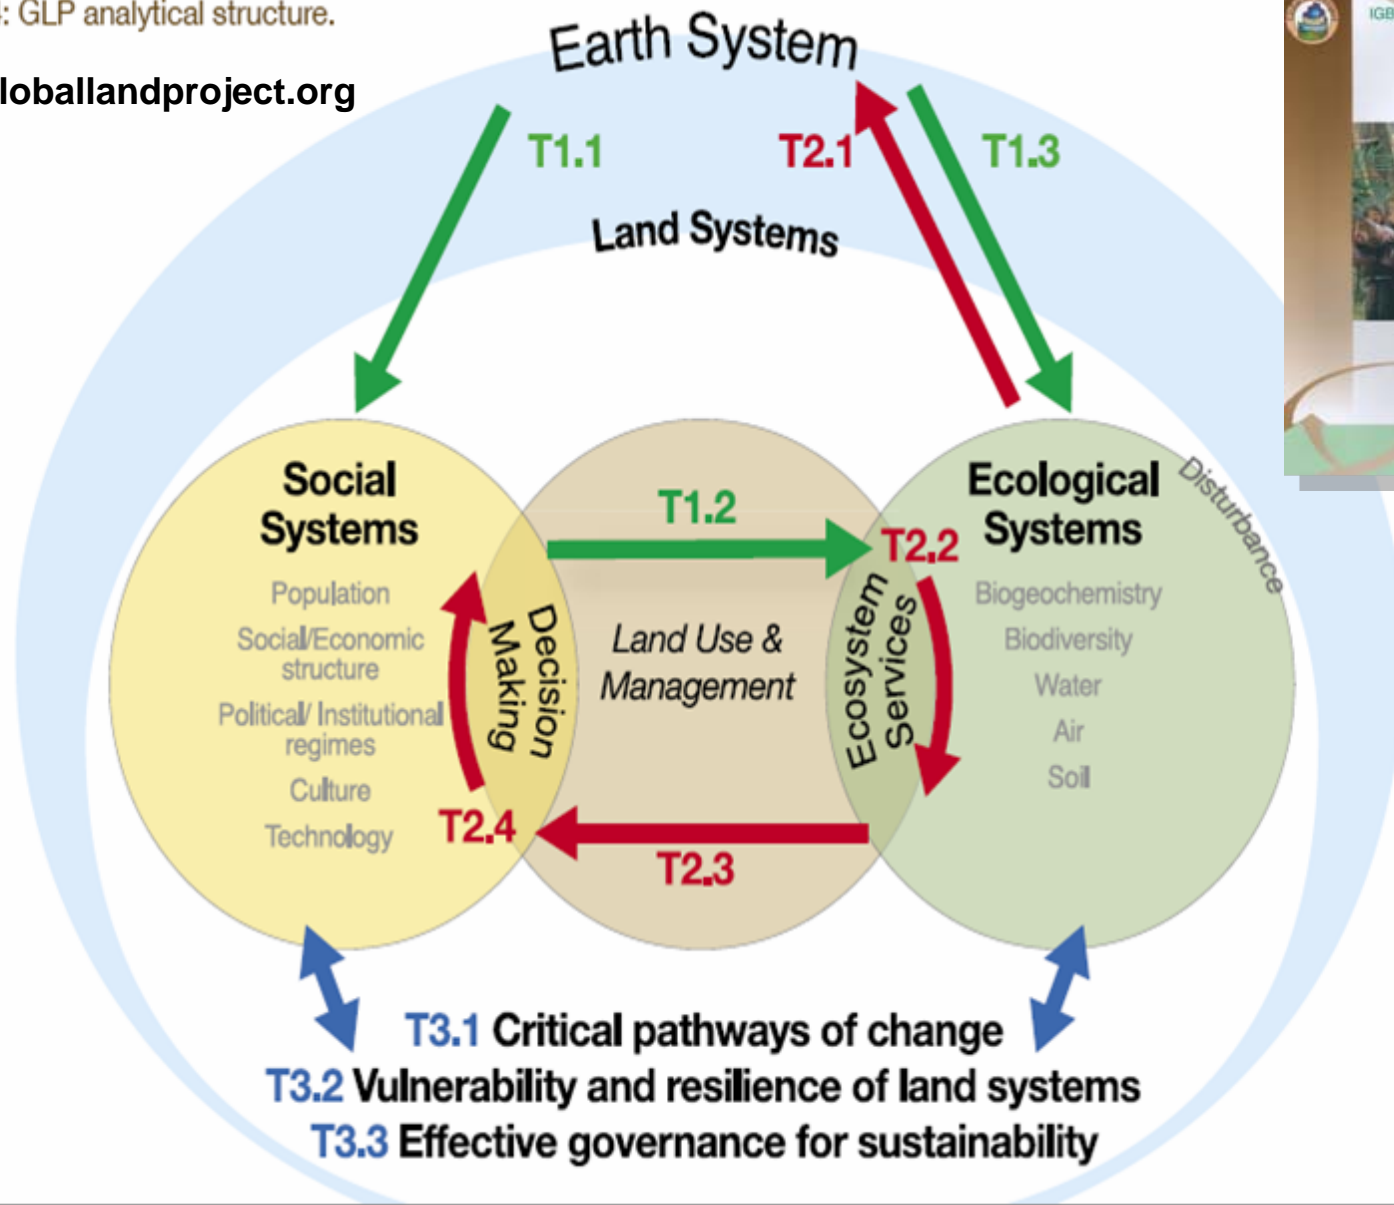 : GLP analytical structure.
loballandproject.org
IGB
Earth System
T1.1
T2.1
T1.3
Land Systems
Social
Systems
Population
Social/Economic
structure
Political/ Institutional
regimes
Culture
Technology
Decision
Making
T2.4
T1.2
Land Use &
Management
T2.3
T2.2
Ecosystem
Services
Ecological
Systems
Biogeochemistry
Biodiversity
Water
Air
Soil
Disturbance
T3.1 Critical pathways of change
T3.2 Vulnerability and resilience of land systems
T3.3 Effective governance for sustainability